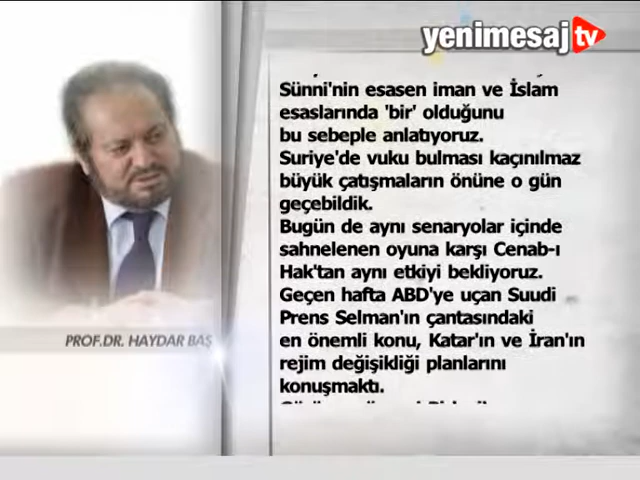 yenimesaj tv
Sünni'nin esasen iman ve İslam
esaslarında 'bir' olduğunu
bu sebeple anlatıyoruz.
Suriye'de vuku bulması kaçınılmaz
büyük çatışmaların önüne o gün
geçebildik.
Bugün de aynı senaryolar içinde
sahnelenen oyuna karşı Cenab-ı
Hak'tan aynı etkiyi bekliyoruz.
Geçen hafta ABD'ye uçan Suudi
Prens Selman'ın çantasındaki
en önemli konu, Katar'ın ve İran'ın
rejim değişikliği planlarını
konuşmaktı.
PROF.DR. HAYDAR BAŞ